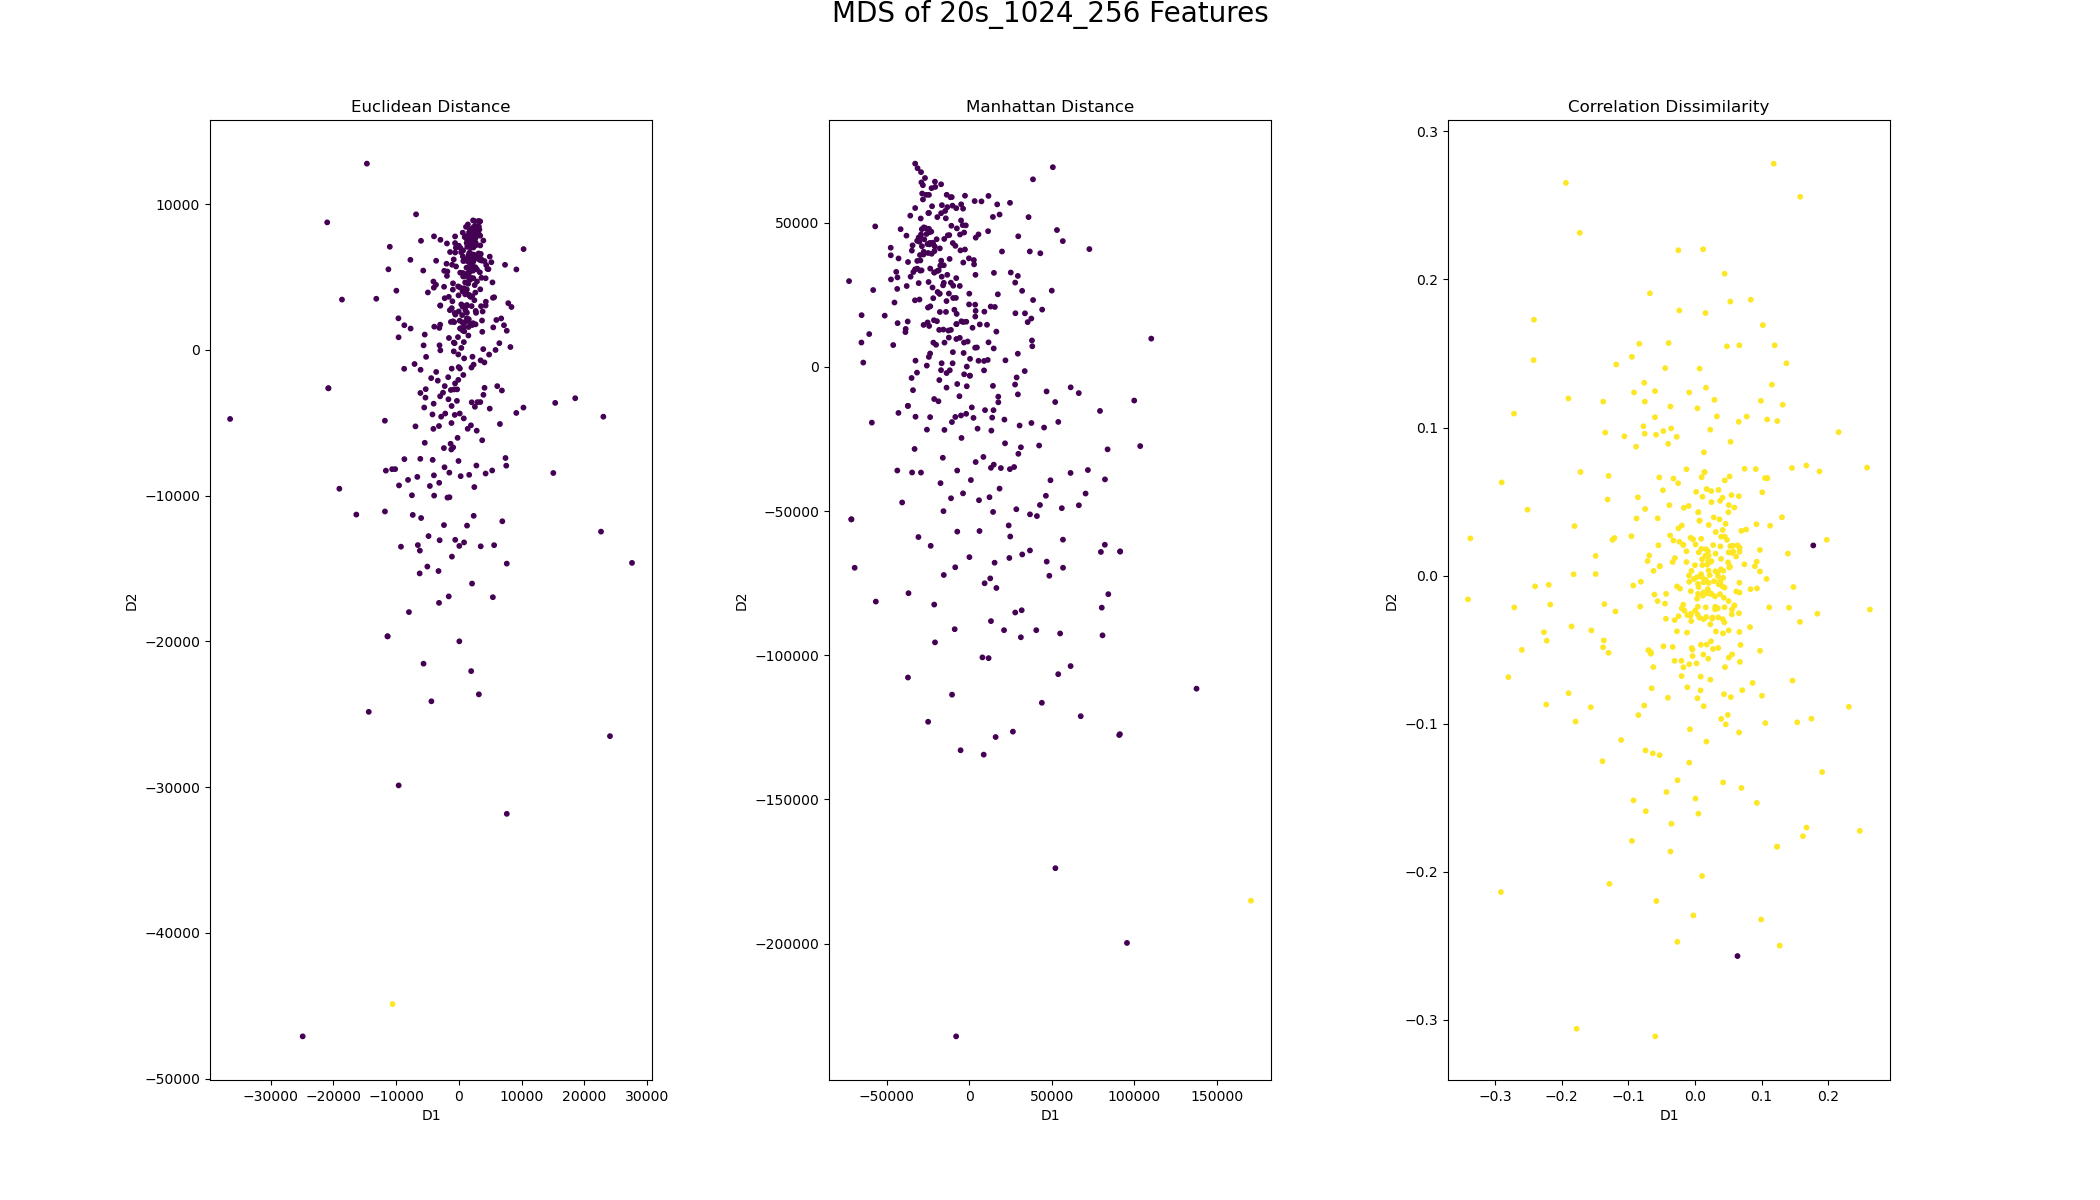 MDS of 20s_1024_256 Features
Euclidean Distance
10000
0
−10000
−20000
−30000
−40000
−50000
D2
−30000 −20000 −10000 0 10000 20000 30000
D1
Manhattan Distance
50000
0
−50000
−100000
−150000
−200000
D2
−50000 0 50000 100000 150000
D1
Correlation Dissimilarity
0.3
0.2
0.1
0.0
−0.1
−0.2
−0.3
D2
−0.3 −0.2 −0.1 0.0 0.1 0.2
D1